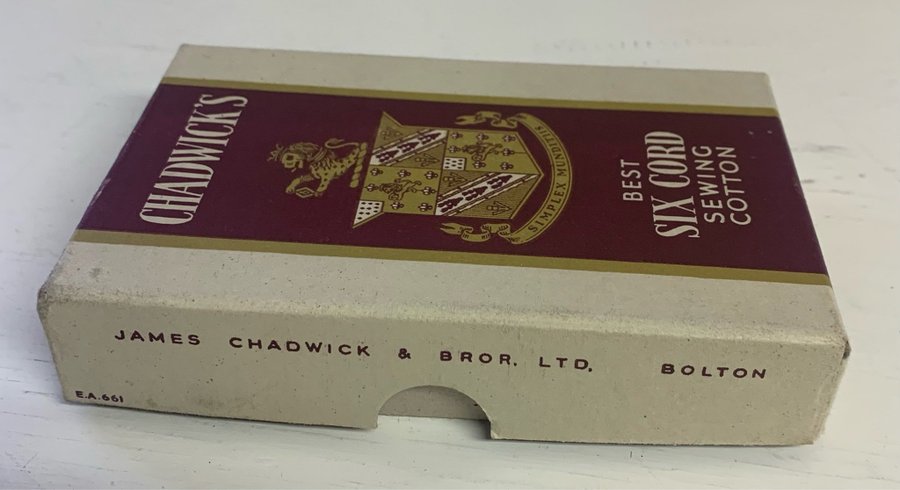 CHADWICK'S
SIMPLEX MUNDITIIS
BEST
SIX CORD
SEWING
COTTON
JAMES CHADWICK & BROR. LTD. BOLTON
E.A.661